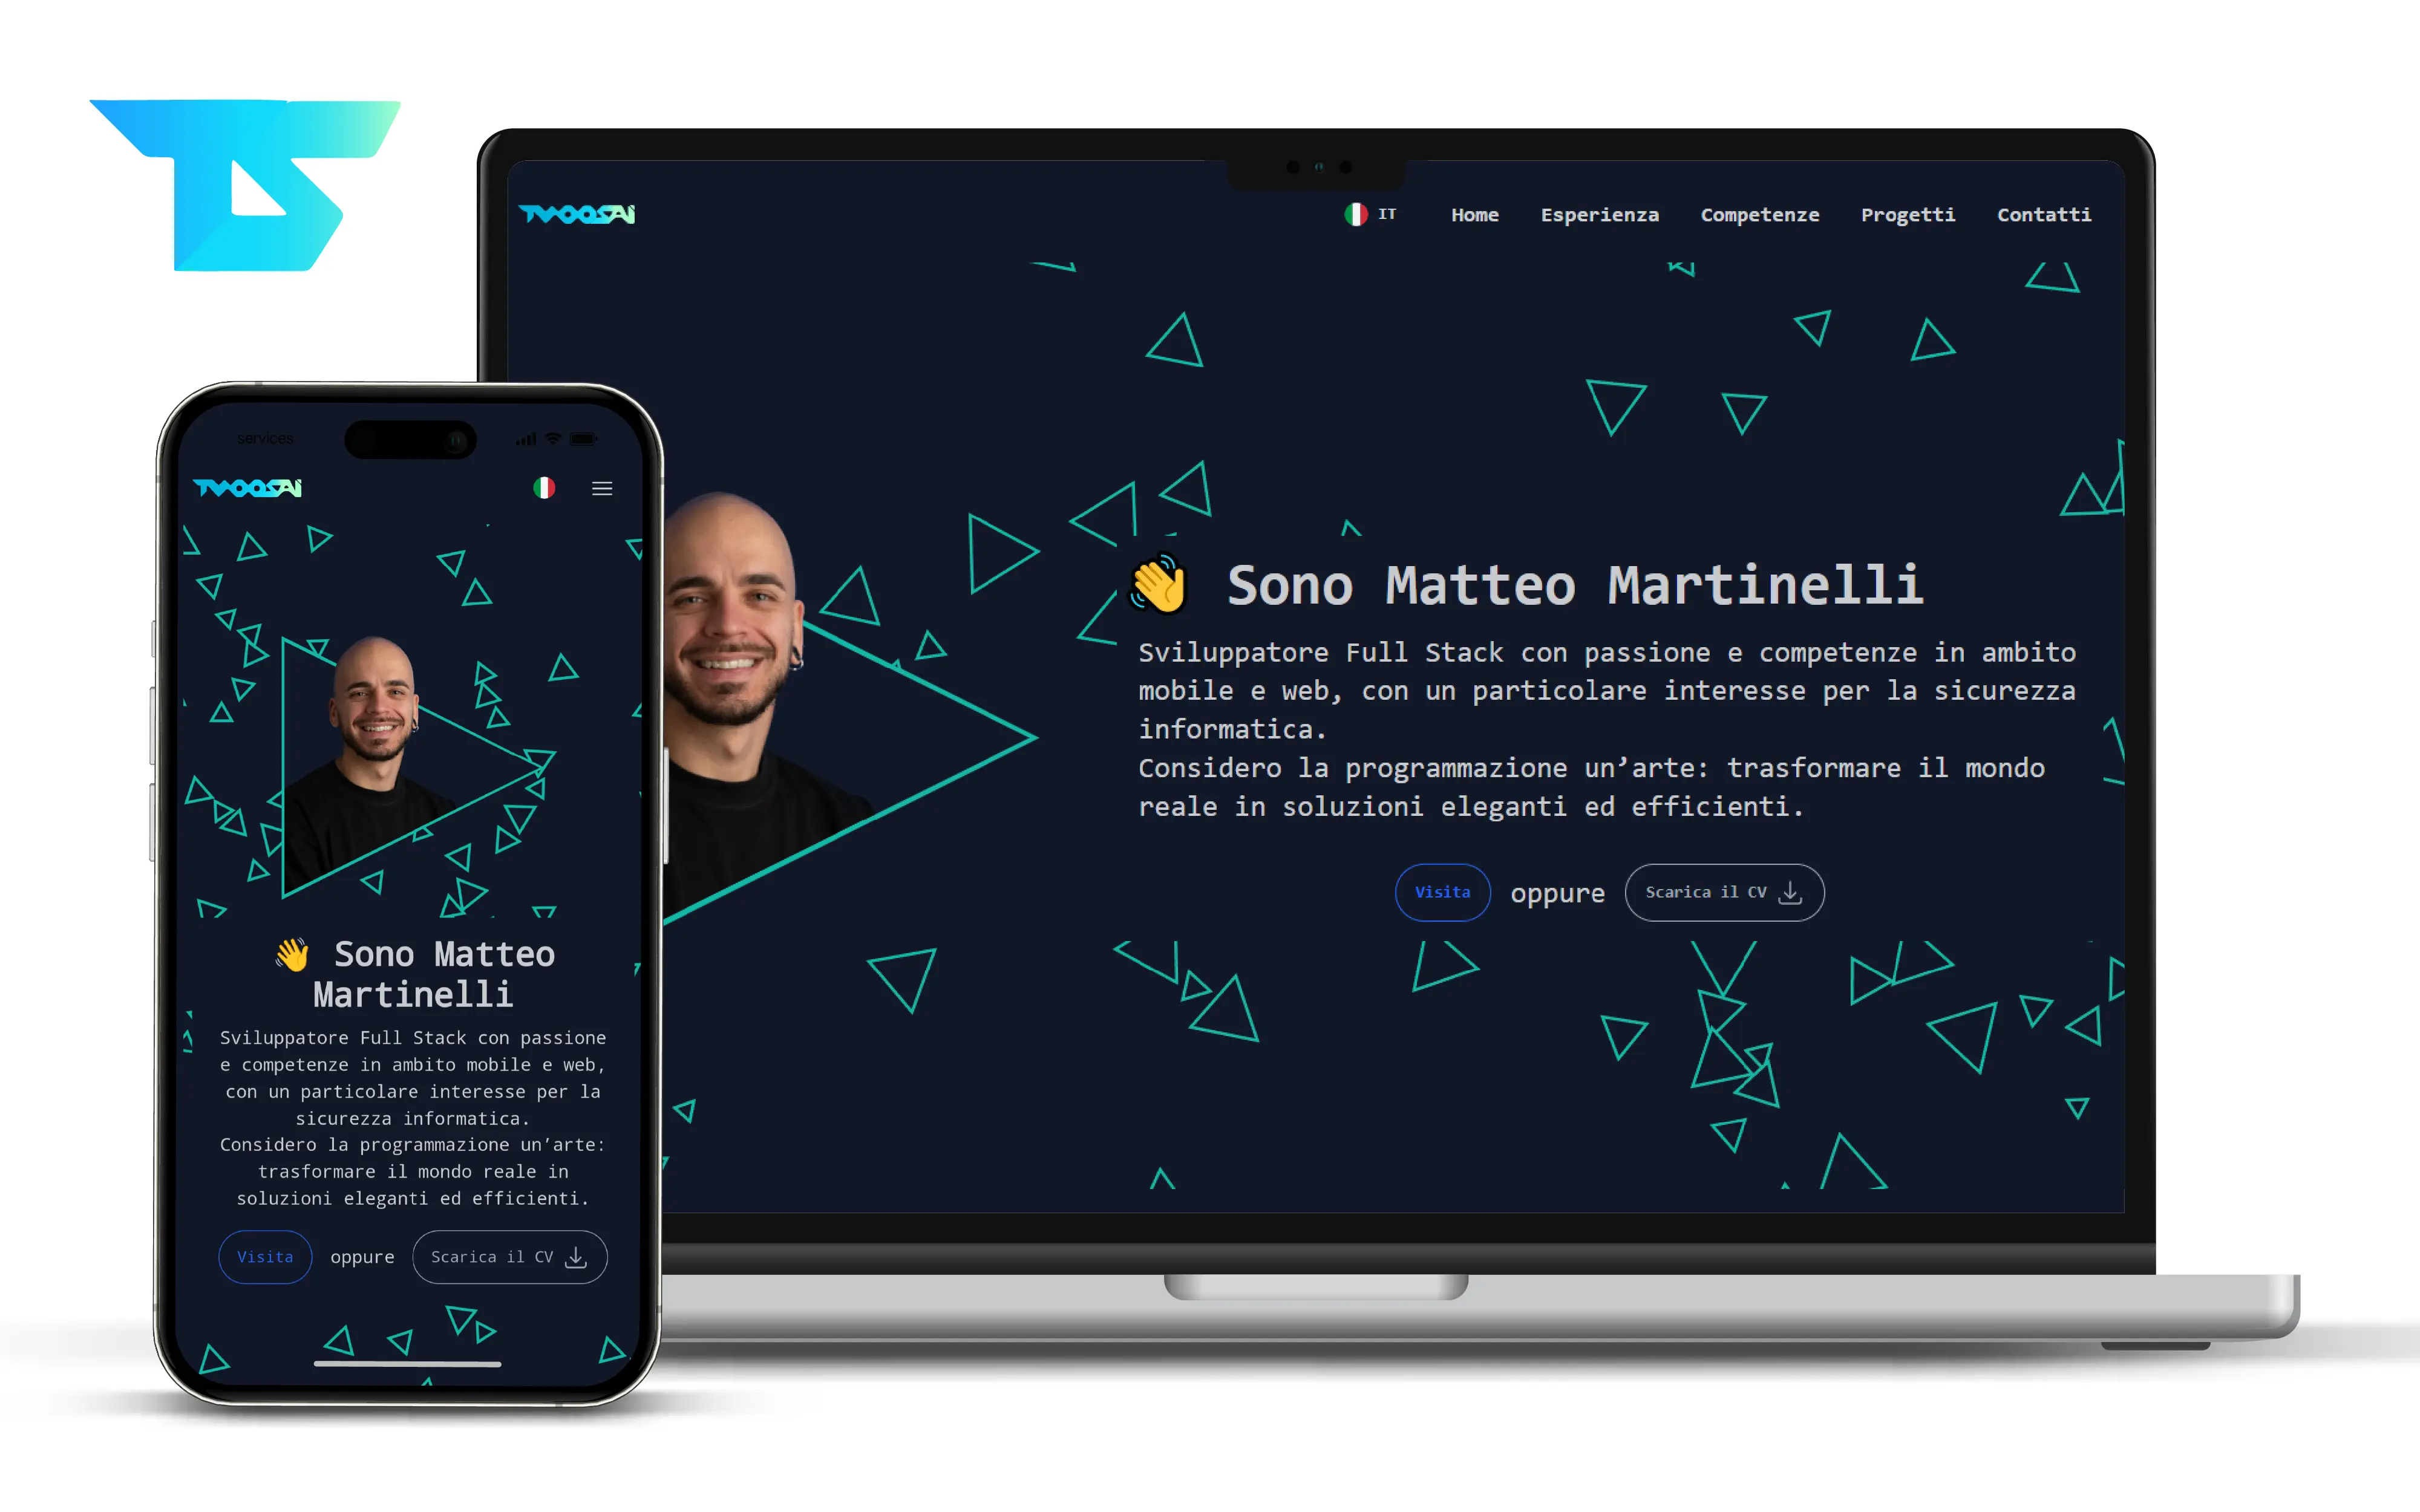 TS
TWOOSAI
IT Home Esperienza Competenze Progetti Contatti
👋 Sono Matteo Martinelli
Sviluppatore Full Stack con passione e competenze in ambito
mobile e web, con un particolare interesse per la sicurezza
informatica.
Considero la programmazione un’arte: trasformare il mondo
reale in soluzioni eleganti ed efficienti.
Visita oppure Scarica il CV
services
TWOOSAI
👋 Sono Matteo
Martinelli
Sviluppatore Full Stack con passione
e competenze in ambito mobile e web,
con un particolare interesse per la
sicurezza informatica.
Considero la programmazione un’arte:
trasformare il mondo reale in
soluzioni eleganti ed efficienti.
Visita oppure Scarica il CV